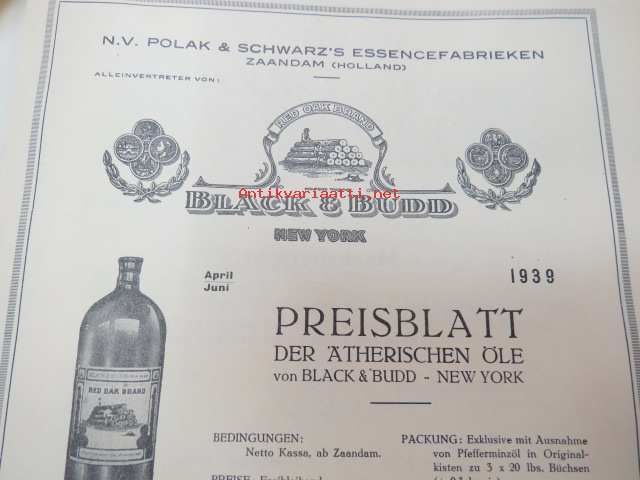 N.V. POLAK & SCHWARZ'S ESSENCEFABRIEKEN
ZAANDAM (HOLLAND)
ALLEINVERTRETER VON:
RED OAK BRAND
Antikvariaatti.net
BLACK & BUDD
NEW YORK
April
Juni
1939
PREISBLATT
DER ÄTHERISCHEN ÖLE
von BLACK & BUDD - NEW YORK
RED OAK BRAND
BEDINGUNGEN:
Netto Kassa, ab Zaandam.
PACKUNG: Exklusive mit Ausnahme
von Pfefferminzöl in Original-
kisten zu 3 x 20 lbs. Büchsen